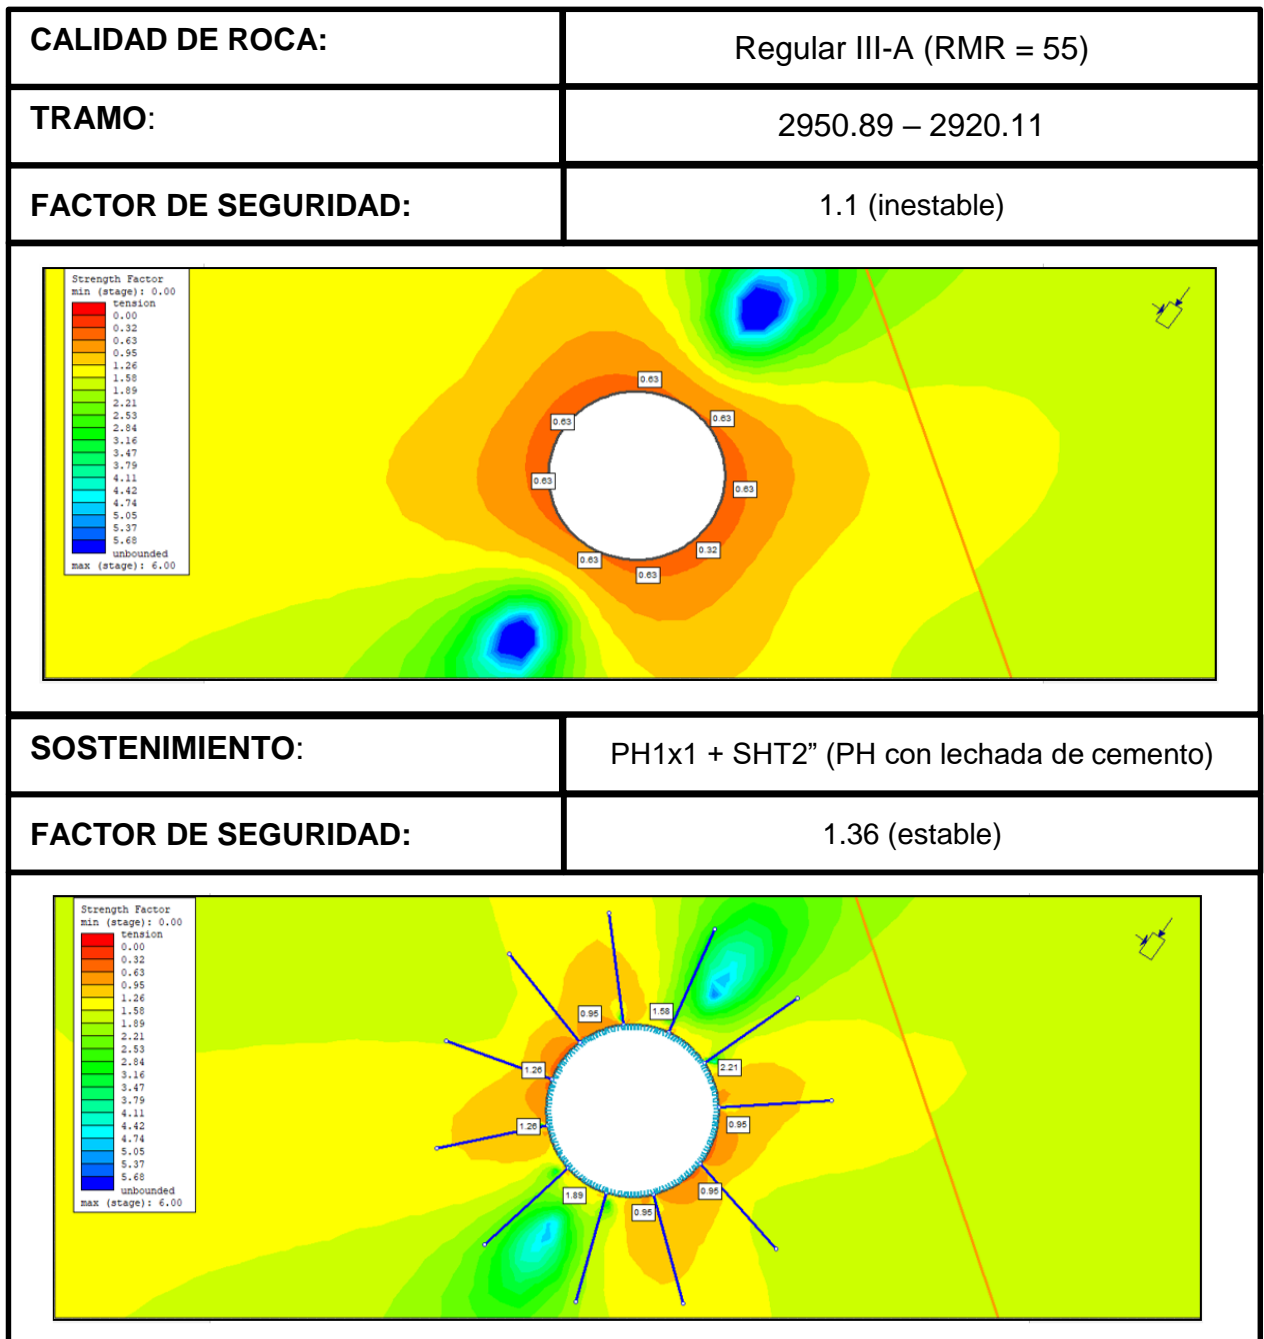 CALIDAD DE ROCA:
Regular III-A (RMR = 55)
TRAMO:
2950.89 – 2920.11
FACTOR DE SEGURIDAD:
1.1 (inestable)
Strength Factor
min (stage): 0.00
tension
0.00
0.32
0.63
0.95
1.26
1.58
1.89
2.21
2.53
2.84
3.16
3.47
3.79
4.11
4.42
4.74
5.05
5.37
5.68
unbounded
max (stage): 6.00
0.63
0.63
0.63
0.63
0.63
0.32
0.63
0.63
SOSTENIMIENTO:
PH1x1 + SHT2” (PH con lechada de cemento)
FACTOR DE SEGURIDAD:
1.36 (estable)
Strength Factor
min (stage): 0.00
tension
0.00
0.32
0.63
0.95
1.26
1.58
1.89
2.21
2.53
2.84
3.16
3.47
3.79
4.11
4.42
4.74
5.05
5.37
5.68
unbounded
max (stage): 6.00
0.95
1.58
1.26
2.21
1.26
0.95
1.89
0.95
0.95